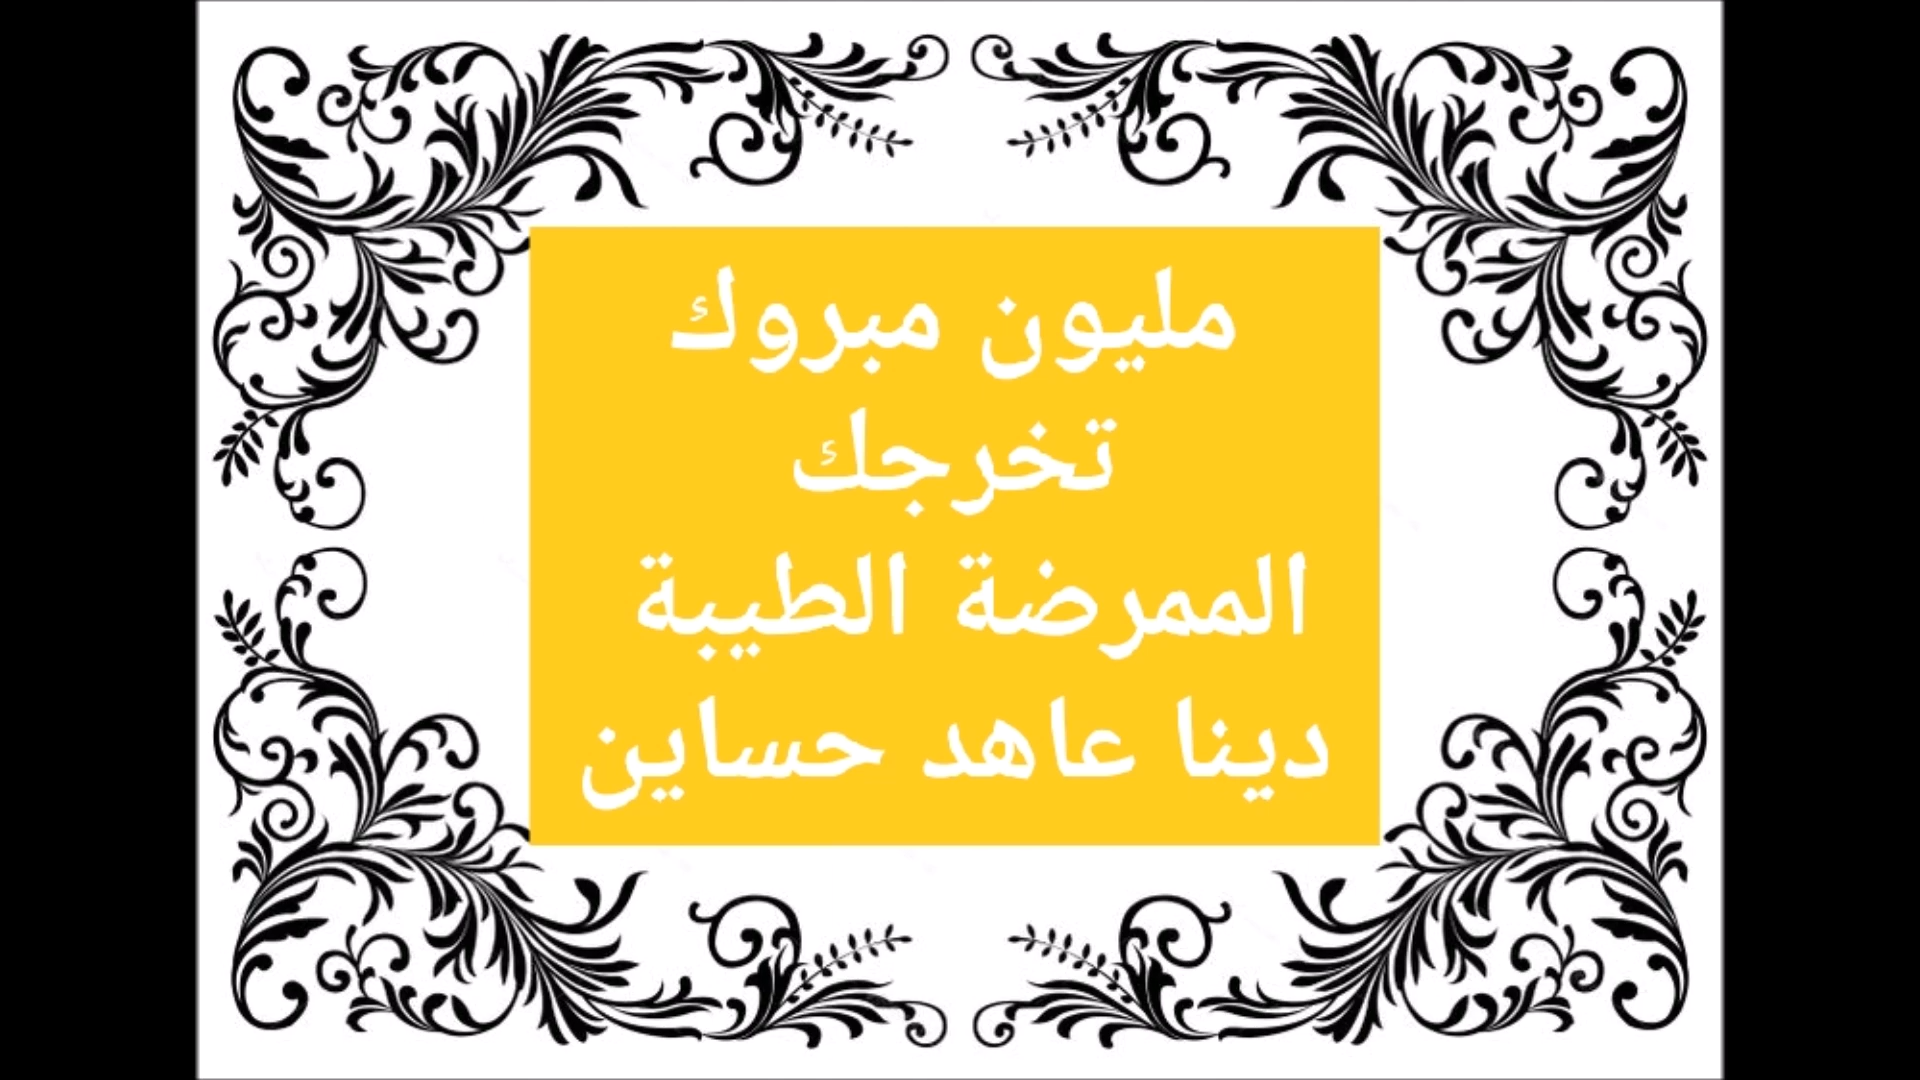 مليون مبروك
تخرجك
الممرضة الطيبة
دينا عاهد حساين